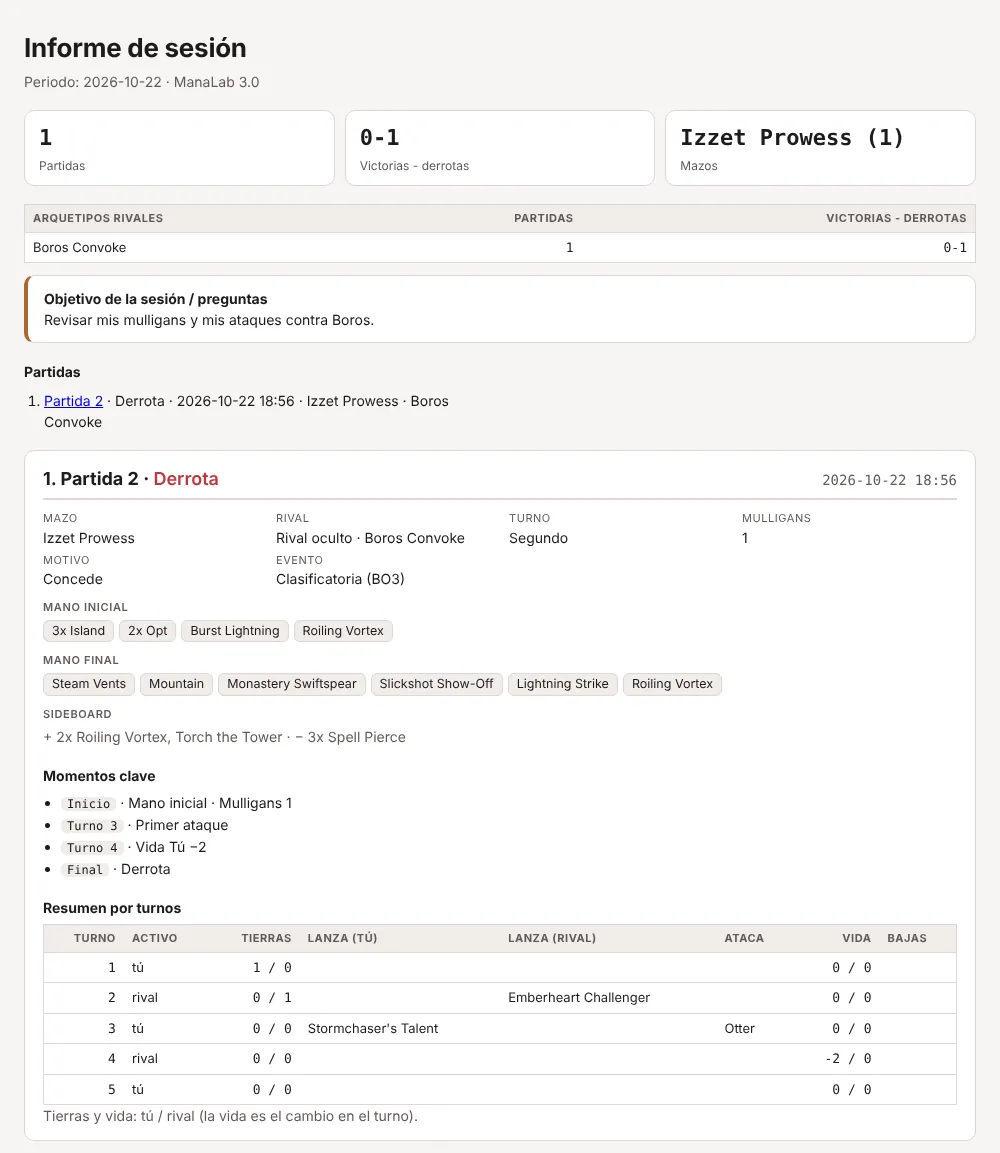 Informe de sesión
Periodo: 2026-10-22 · ManaLab 3.0
1
Partidas
0-1
Victorias - derrotas
Izzet Prowess (1)
Mazos
ARQUETIPOS RIVALES PARTIDAS VICTORIAS - DERROTAS
Boros Convoke 1 0-1
Objetivo de la sesión / preguntas
Revisar mis mulligans y mis ataques contra Boros.
Partidas
1. Partida 2 · Derrota · 2026-10-22 18:56 · Izzet Prowess · Boros
Convoke
1. Partida 2 · Derrota 2026-10-22 18:56
MAZO RIVAL TURNO MULLIGANS
Izzet Prowess Rival oculto · Boros Convoke Segundo 1
MOTIVO EVENTO
Concede Clasificatoria (BO3)
MANO INICIAL
3x Island 2x Opt Burst Lightning Roiling Vortex
MANO FINAL
Steam Vents Mountain Monastery Swiftspear Slickshot Show-Off Lightning Strike Roiling Vortex
SIDEBOARD
+ 2x Roiling Vortex, Torch the Tower · − 3x Spell Pierce
Momentos clave
• Inicio · Mano inicial · Mulligans 1
• Turno 3 · Primer ataque
• Turno 4 · Vida Tú −2
• Final · Derrota
Resumen por turnos
TURNO ACTIVO TIERRAS LANZA (TÚ) LANZA (RIVAL) ATACA VIDA BAJAS
1 tú 1 / 0 0 / 0
2 rival 0 / 1 Emberheart Challenger 0 / 0
3 tú 0 / 0 Stormchaser's Talent Otter 0 / 0
4 rival 0 / 0 -2 / 0
5 tú 0 / 0 0 / 0
Tierras y vida: tú / rival (la vida es el cambio en el turno).